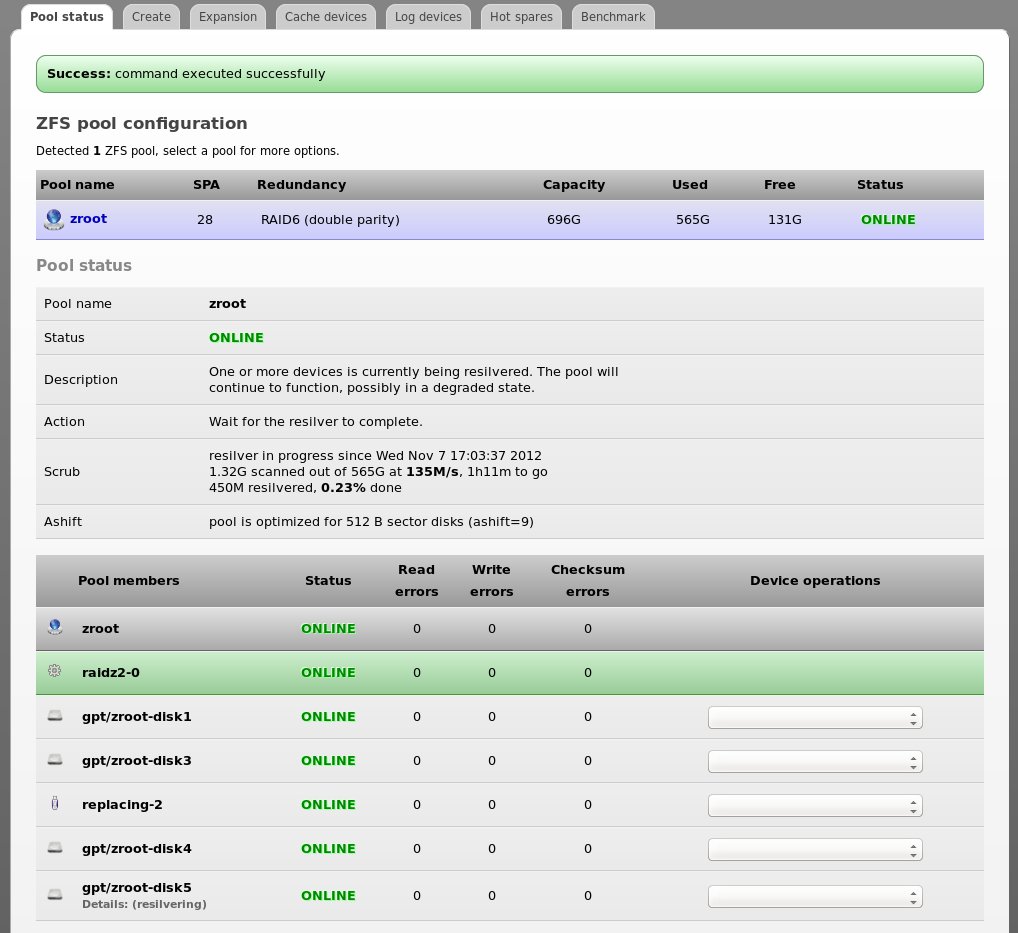 Pool status Create Expansion Cache devices Log devices Hot spares Benchmark
Success: command executed successfully
ZFS pool configuration
Detected 1 ZFS pool, select a pool for more options.
Pool name SPA Redundancy Capacity Used Free Status
zroot 28 RAID6 (double parity) 696G 565G 131G ONLINE
Pool status
Pool name zroot
Status ONLINE
Description One or more devices is currently being resilvered. The pool will
continue to function, possibly in a degraded state.
Action Wait for the resilver to complete.
Scrub resilver in progress since Wed Nov 7 17:03:37 2012
1.32G scanned out of 565G at 135M/s, 1h11m to go
450M resilvered, 0.23% done
Ashift pool is optimized for 512 B sector disks (ashift=9)
Pool members Status Read errors Write errors Checksum errors Device operations
zroot ONLINE 0 0 0
raidz2-0 ONLINE 0 0 0
gpt/zroot-disk1 ONLINE 0 0 0
gpt/zroot-disk3 ONLINE 0 0 0
replacing-2 ONLINE 0 0 0
gpt/zroot-disk4 ONLINE 0 0 0
gpt/zroot-disk5 ONLINE 0 0 0
Details: (resilvering)